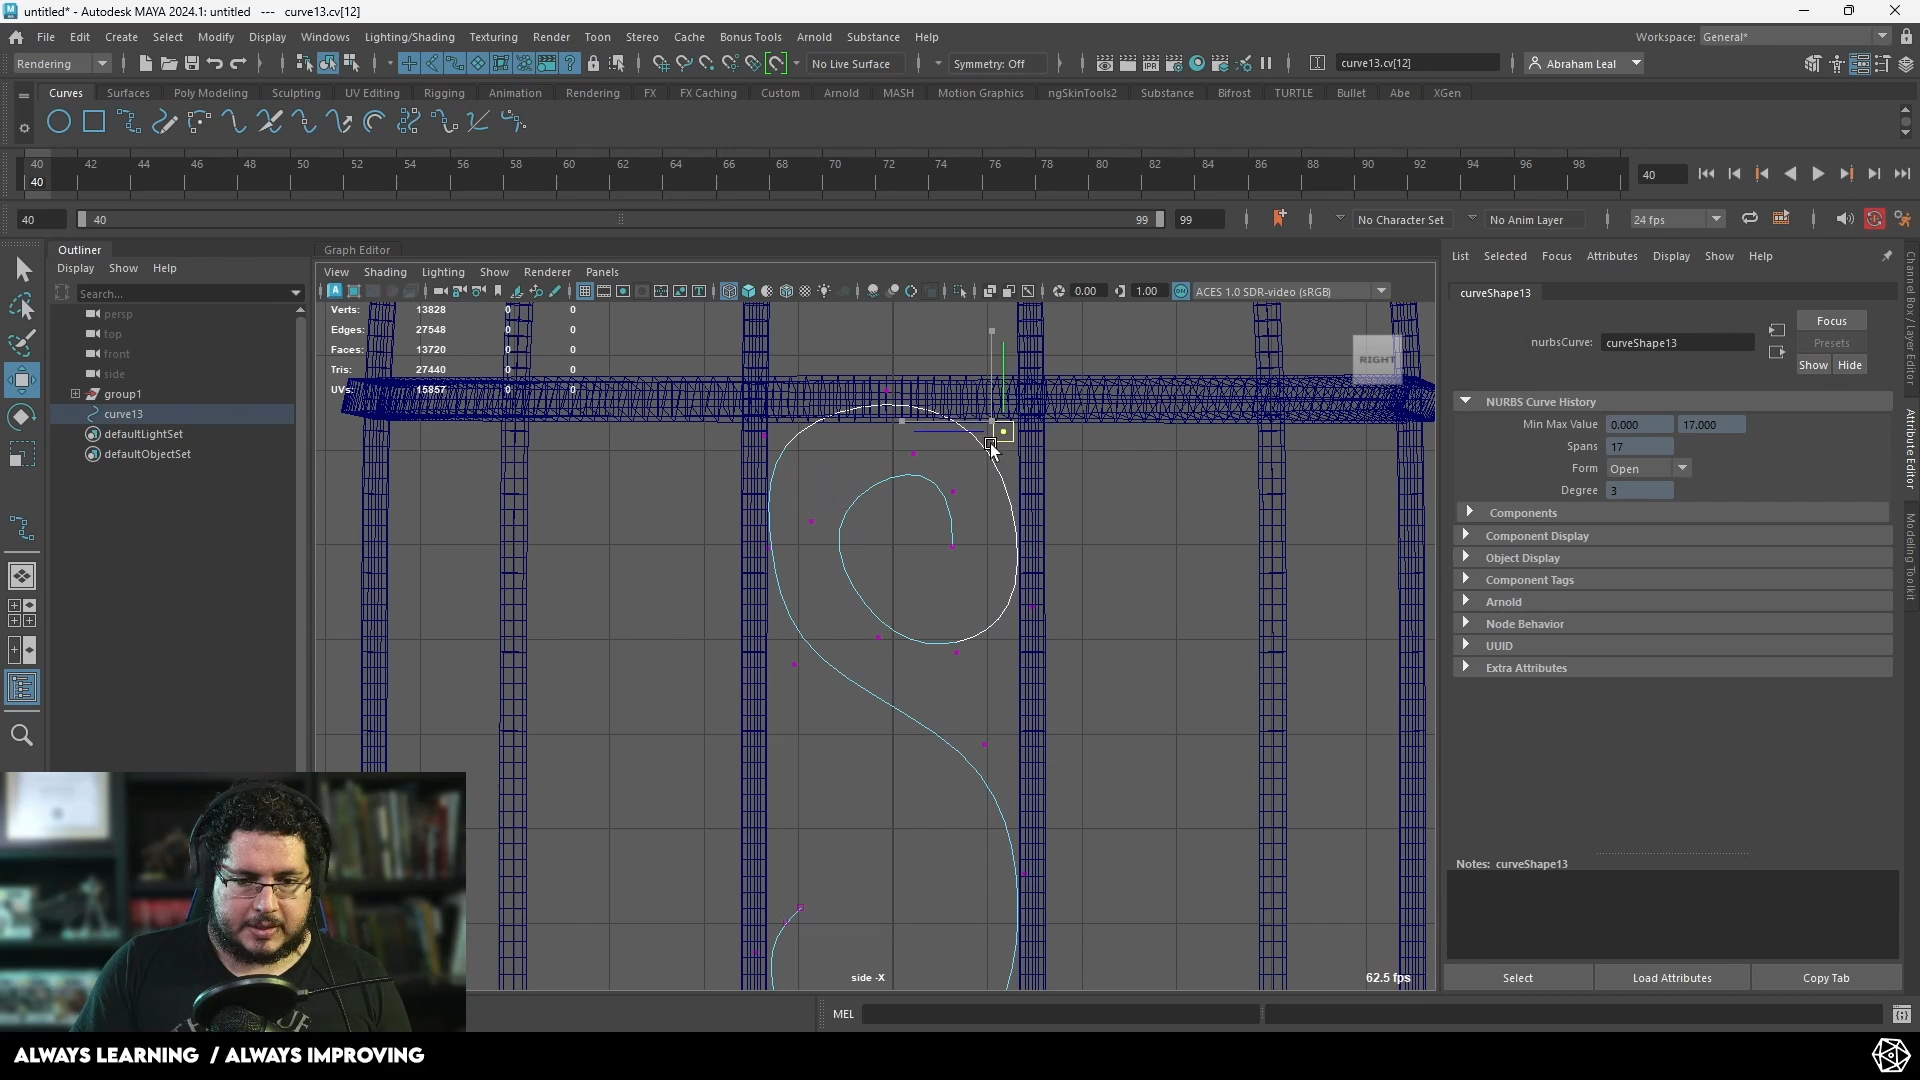 untitled* - Autodesk MAYA 2024.1: untitled   ---   curve13.cv[12]
File Edit Create Select Modify Display Windows Lighting/Shading Texturing Render Toon Stereo Cache Bonus Tools Arnold Substance Help
Workspace: General*
Rendering No Live Surface Symmetry: Off curve13.cv[12] Abraham Leal
Curves Surfaces Poly Modeling Sculpting UV Editing Rigging Animation Rendering FX FX Caching Custom Arnold MASH Motion Graphics ngSkinTools2 Substance Bifrost TURTLE Bullet Abe XGen
40 42 44 46 48 50 52 54 56 58 60 62 64 66 68 70 72 74 76 78 80 82 84 86 88 90 92 94 96 98
40 40
40 40 99 99 No Character Set No Anim Layer 24 fps
Outliner
Display Show Help
Search...
persp
top
front
side
group1
curve13
defaultLightSet
defaultObjectSet
Graph Editor
View Shading Lighting Show Renderer Panels
0.00 1.00 ACES 1.0 SDR-video (sRGB)
Verts: 13828 0 0
Edges: 27548 0 0
Faces: 13720 0 0
Tris: 27440 0 0
UVs: 15857 0 0
RIGHT
side -X
62.5 fps
List Selected Focus Attributes Display Show Help
curveShape13
nurbsCurve: curveShape13
Focus
Presets
Show Hide
NURBS Curve History
Min Max Value 0.000 17.000
Spans 17
Form Open
Degree 3
Components
Component Display
Object Display
Component Tags
Arnold
Node Behavior
UUID
Extra Attributes
Notes: curveShape13
Select Load Attributes Copy Tab
Channel Box / Layer Editor
Attribute Editor
Modeling Toolkit
MEL
ALWAYS LEARNING / ALWAYS IMPROVING